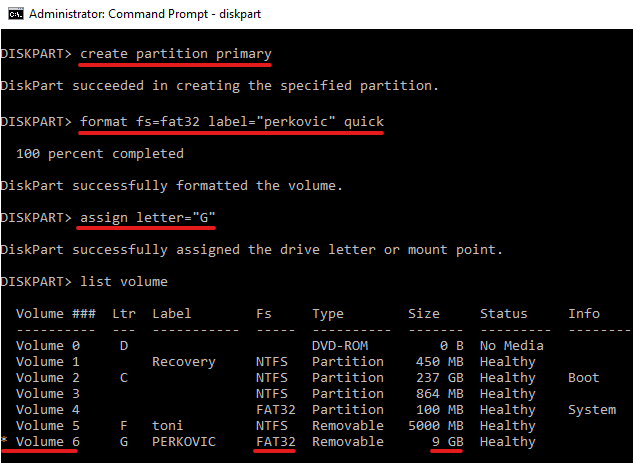 Administrator: Command Prompt - diskpart
DISKPART> create partition primary
DiskPart succeeded in creating the specified partition.
DISKPART> format fs=fat32 label="perkovic" quick
100 percent completed
DiskPart successfully formatted the volume.
DISKPART> assign letter="G"
DiskPart successfully assigned the drive letter or mount point.
DISKPART> list volume
Volume ### Ltr Label Fs Type Size Status Info
---------- --- ----------- ----- ---------- ------- --------- --------
Volume 0 D DVD-ROM 0 B No Media
Volume 1 Recovery NTFS Partition 450 MB Healthy
Volume 2 C NTFS Partition 237 GB Healthy Boot
Volume 3 NTFS Partition 864 MB Healthy
Volume 4 FAT32 Partition 100 MB Healthy System
Volume 5 F toni NTFS Removable 5000 MB Healthy
* Volume 6 G PERKOVIC FAT32 Removable 9 GB Healthy